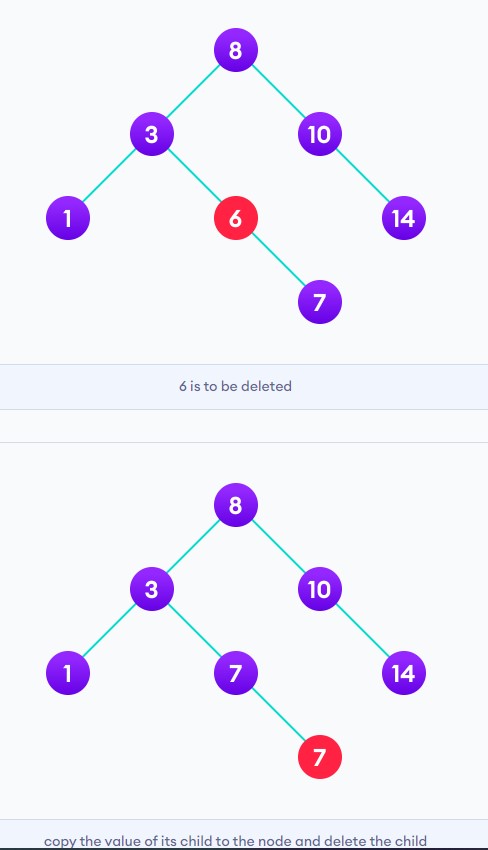 8
3 10
1 6 14
7
6 is to be deleted
8
3 10
1 7 14
7
copy the value of its child to the node and delete the child